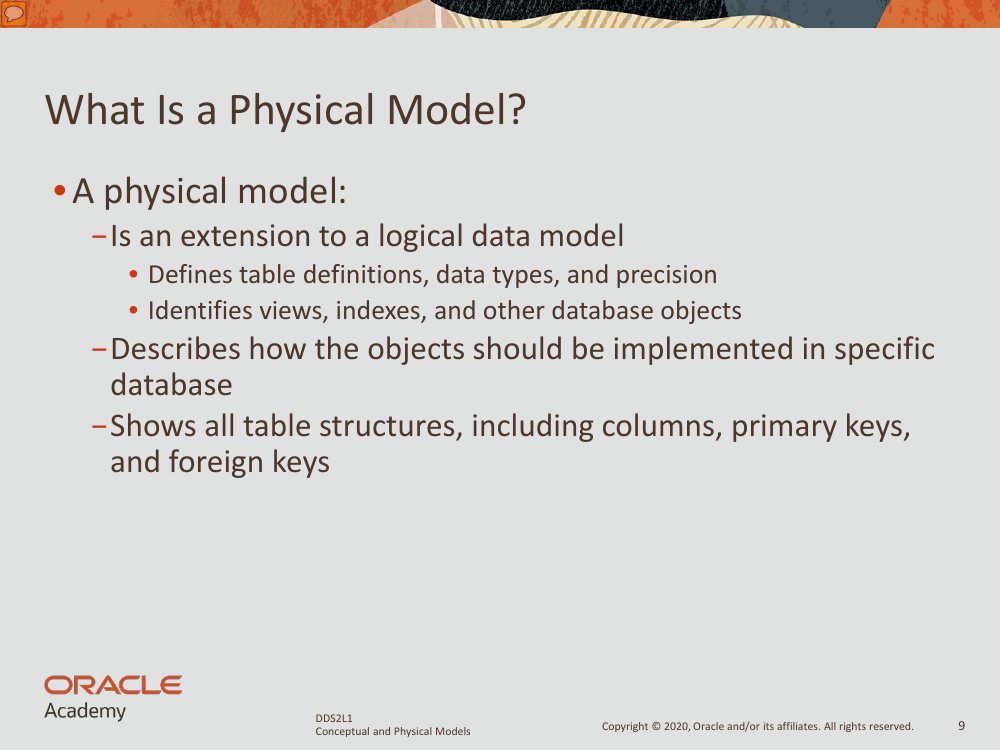 What Is a Physical Model?
• A physical model:
–Is an extension to a logical data model
• Defines table definitions, data types, and precision
• Identifies views, indexes, and other database objects
–Describes how the objects should be implemented in specific
database
–Shows all table structures, including columns, primary keys,
and foreign keys
ORACLE
Academy
DDS2L1
Conceptual and Physical Models
Copyright © 2020, Oracle and/or its affiliates. All rights reserved.
9